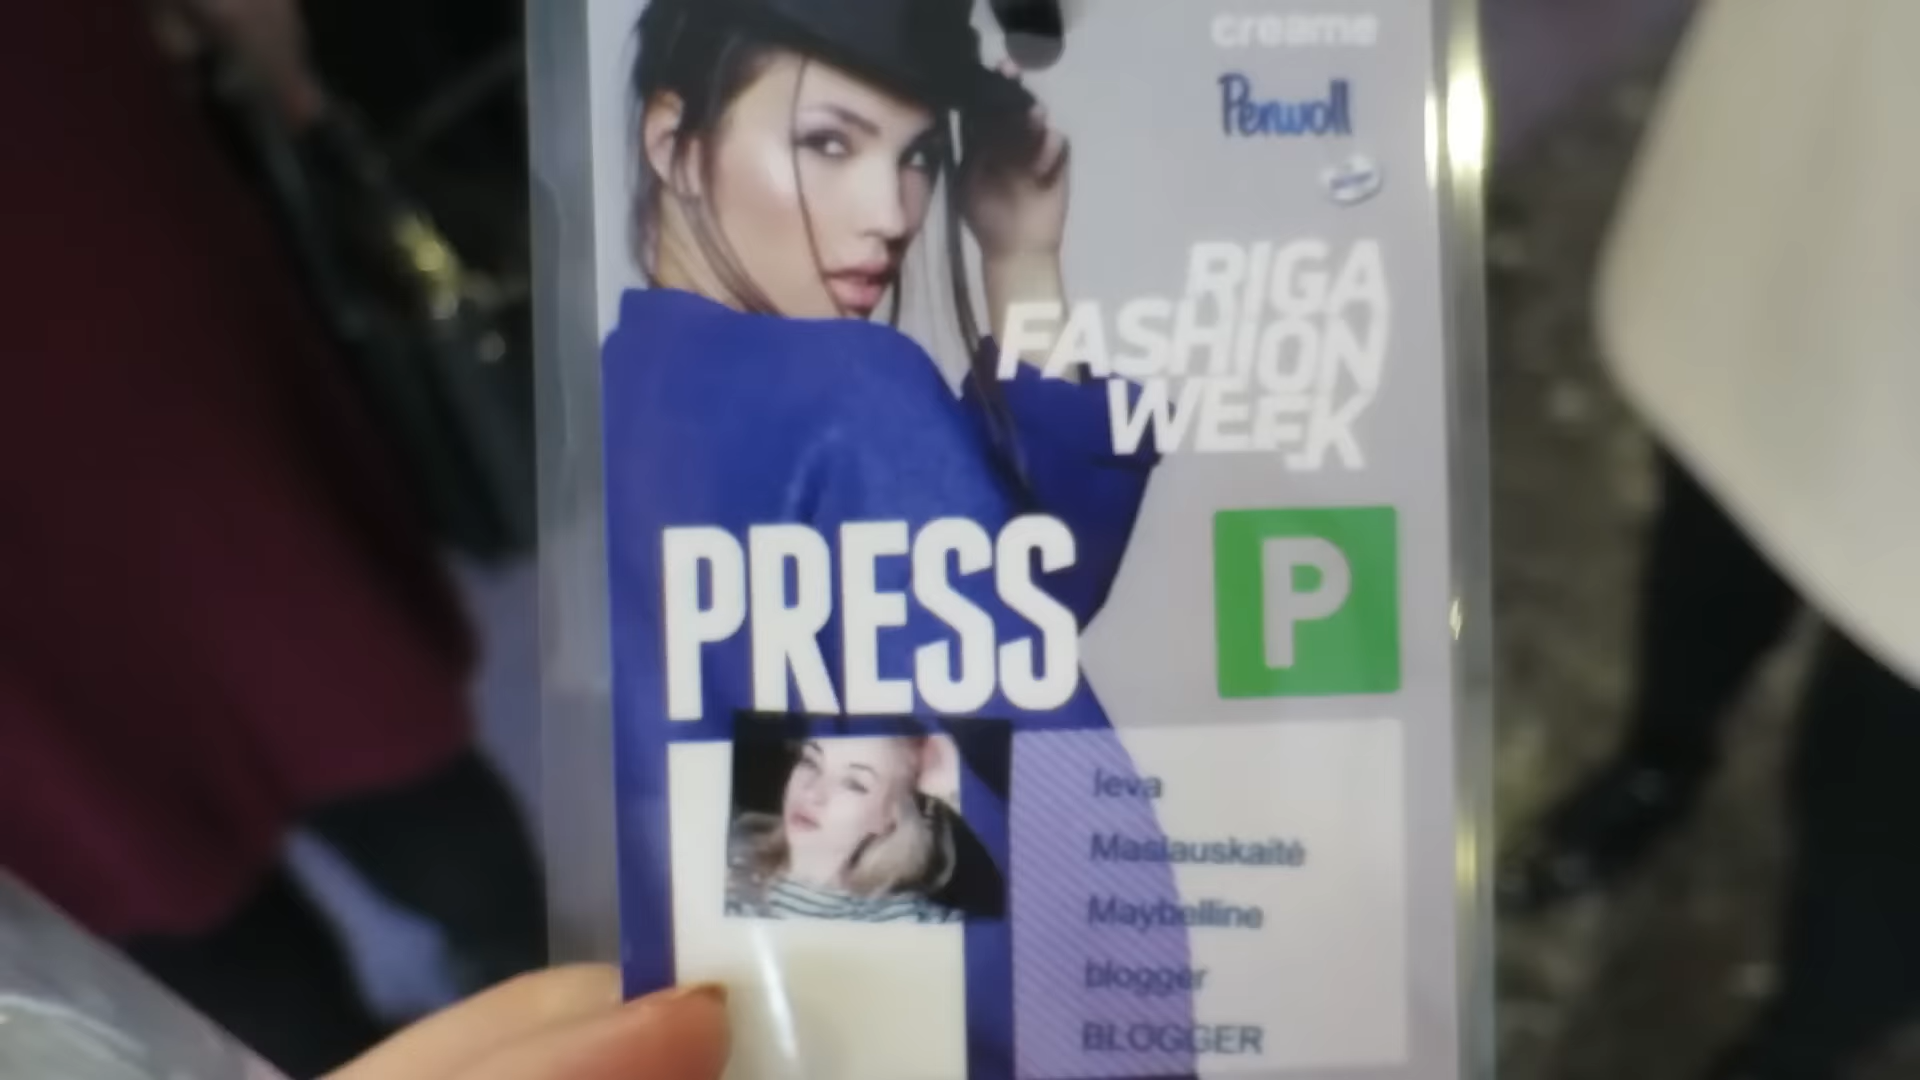 creame
Perwoll
RIGA
FASHION
WEEK
PRESS
P
Ieva
Maslauskaitė
Maybelline
blogger
BLOGGER